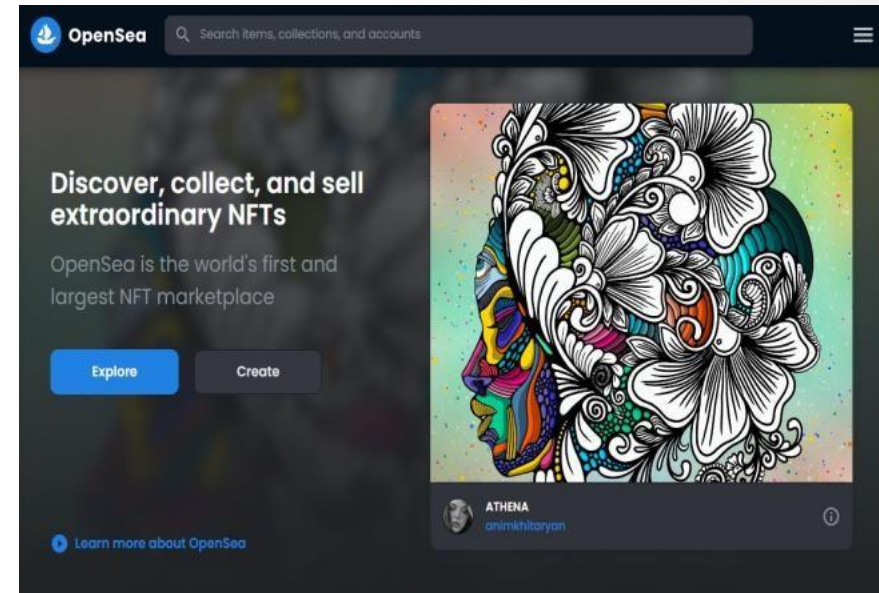 OpenSea
Search items, collections, and accounts
Discover, collect, and sell
extraordinary NFTs
OpenSea is the world's first and
largest NFT marketplace
Explore
Create
Learn more about OpenSea
ATHENA
animkhitaryan